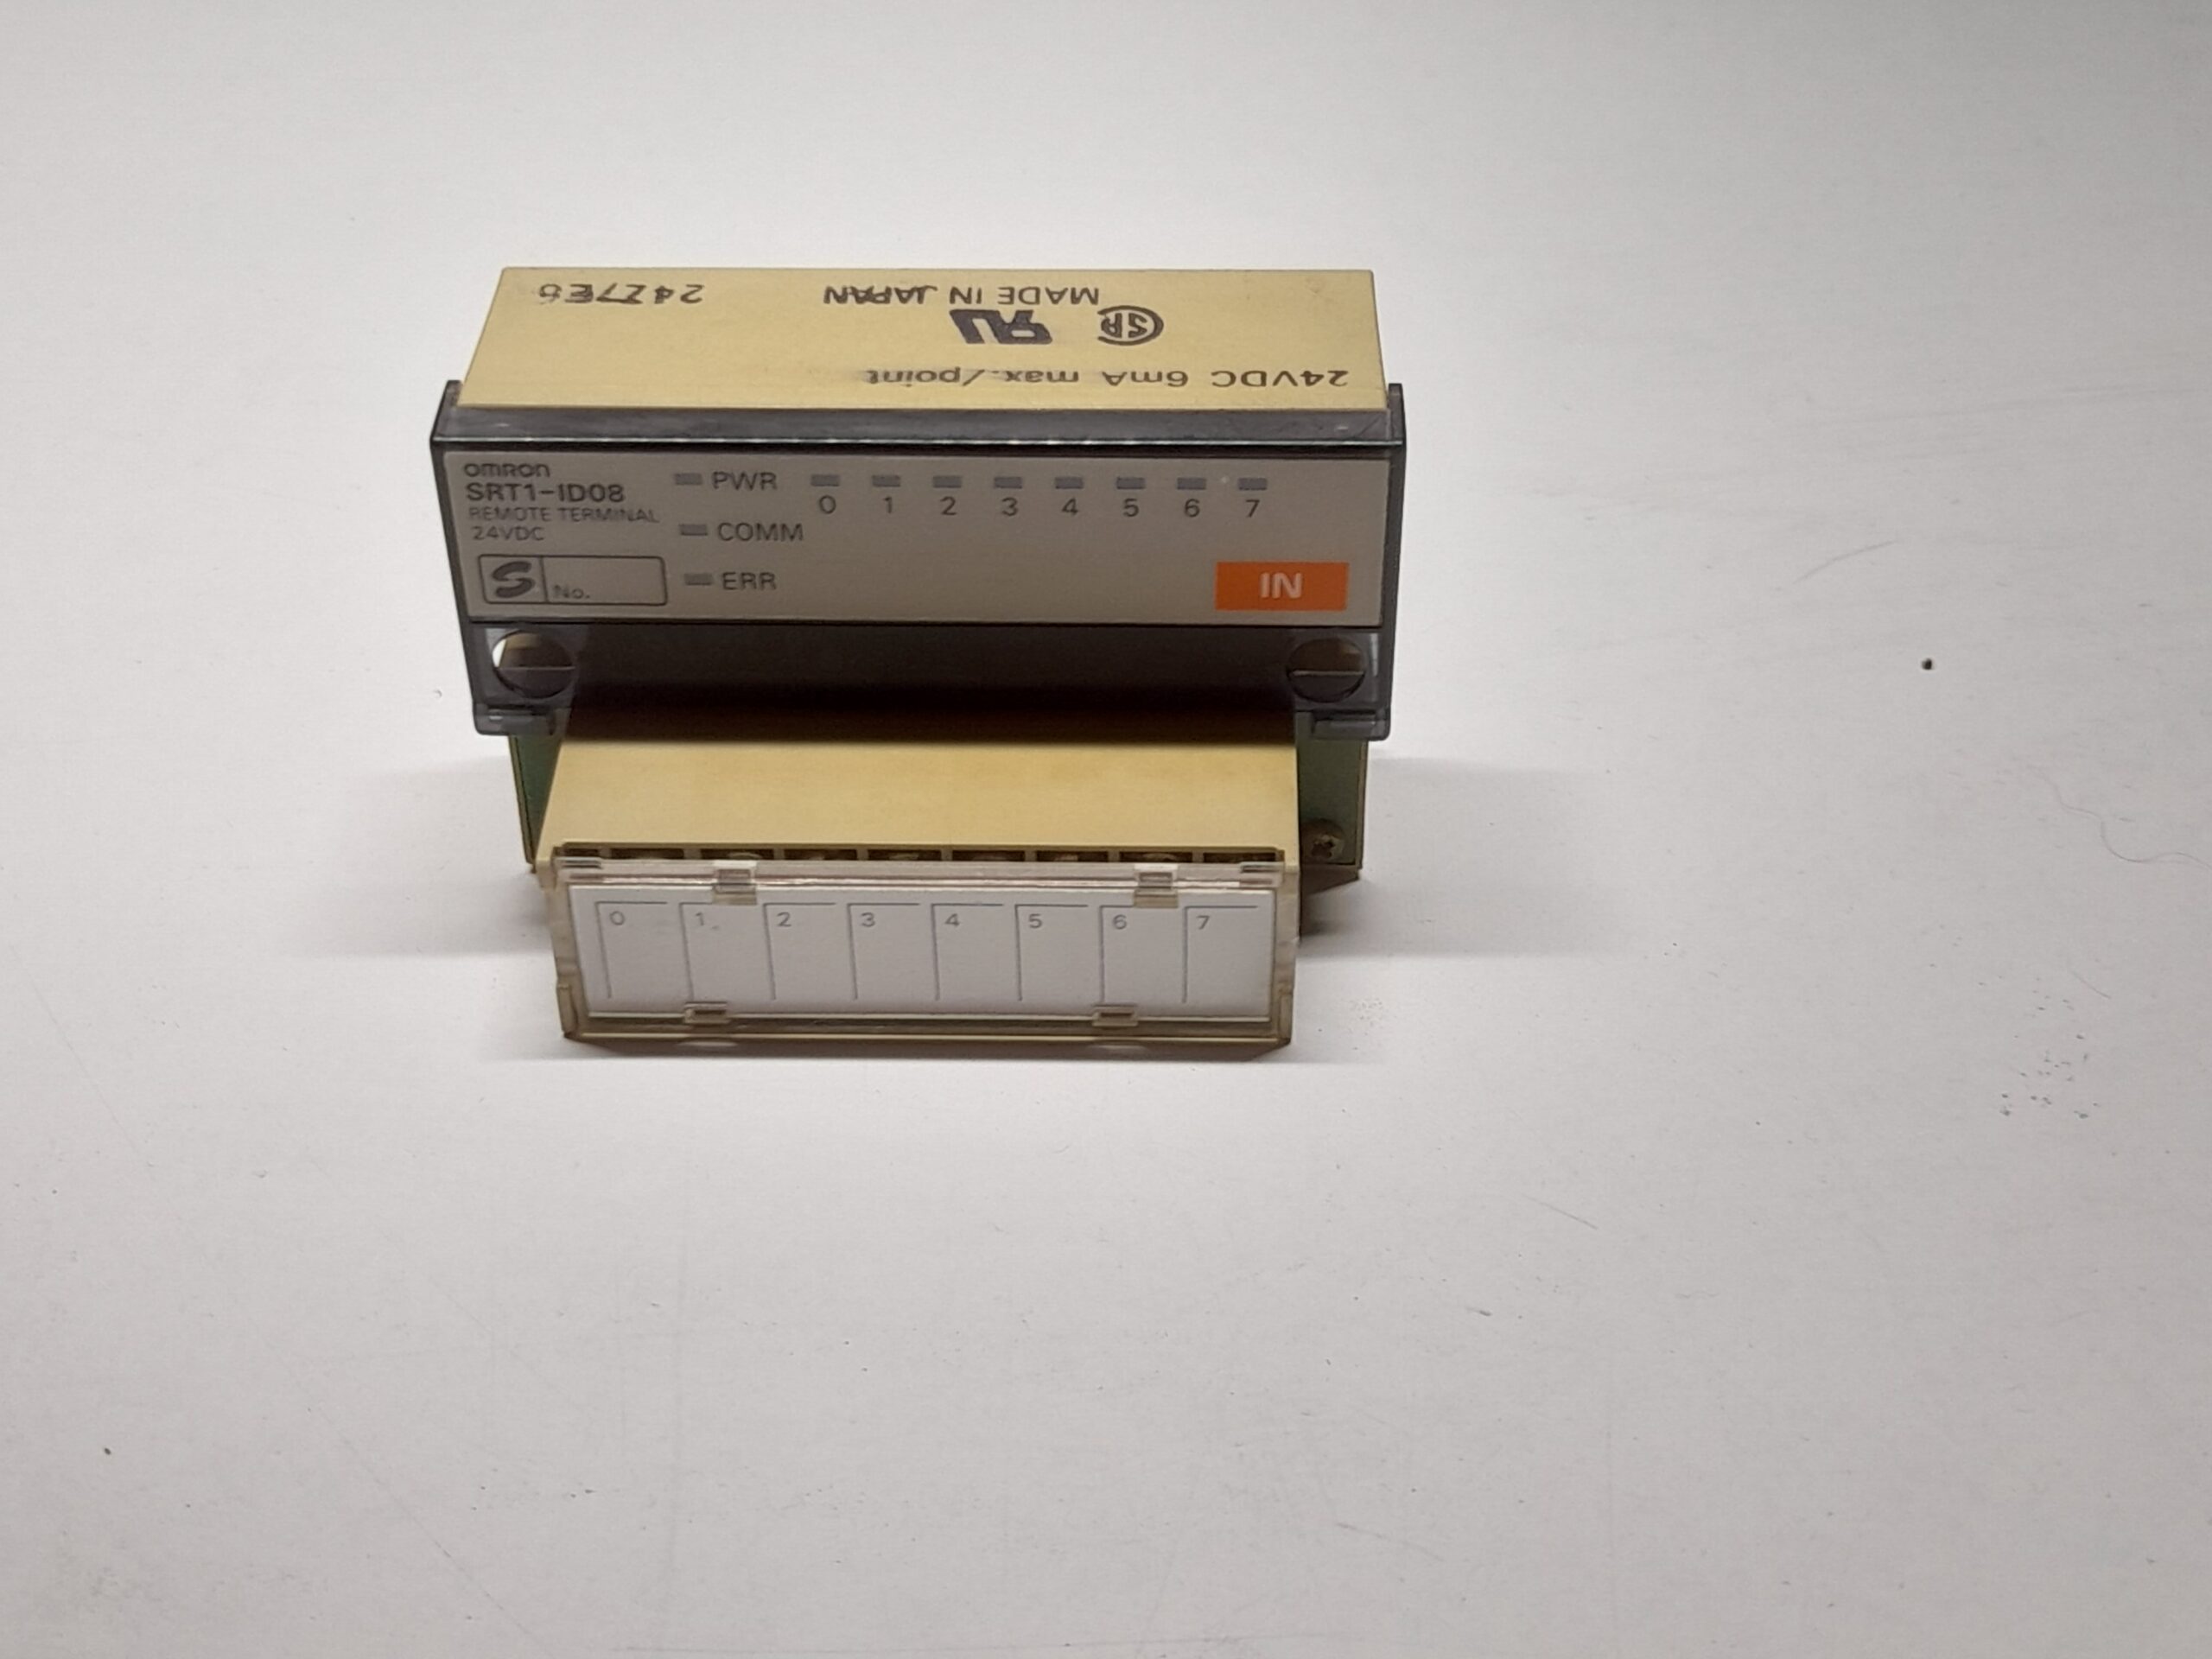 24VDC 6mA max./point
MADE IN JAPAN
OMRON
SRT1-ID08
REMOTE TERMINAL
24VDC
No.
PWR
COMM
ERR
0 1 2 3 4 5 6 7
IN
0 1 2 3 4 5 6 7